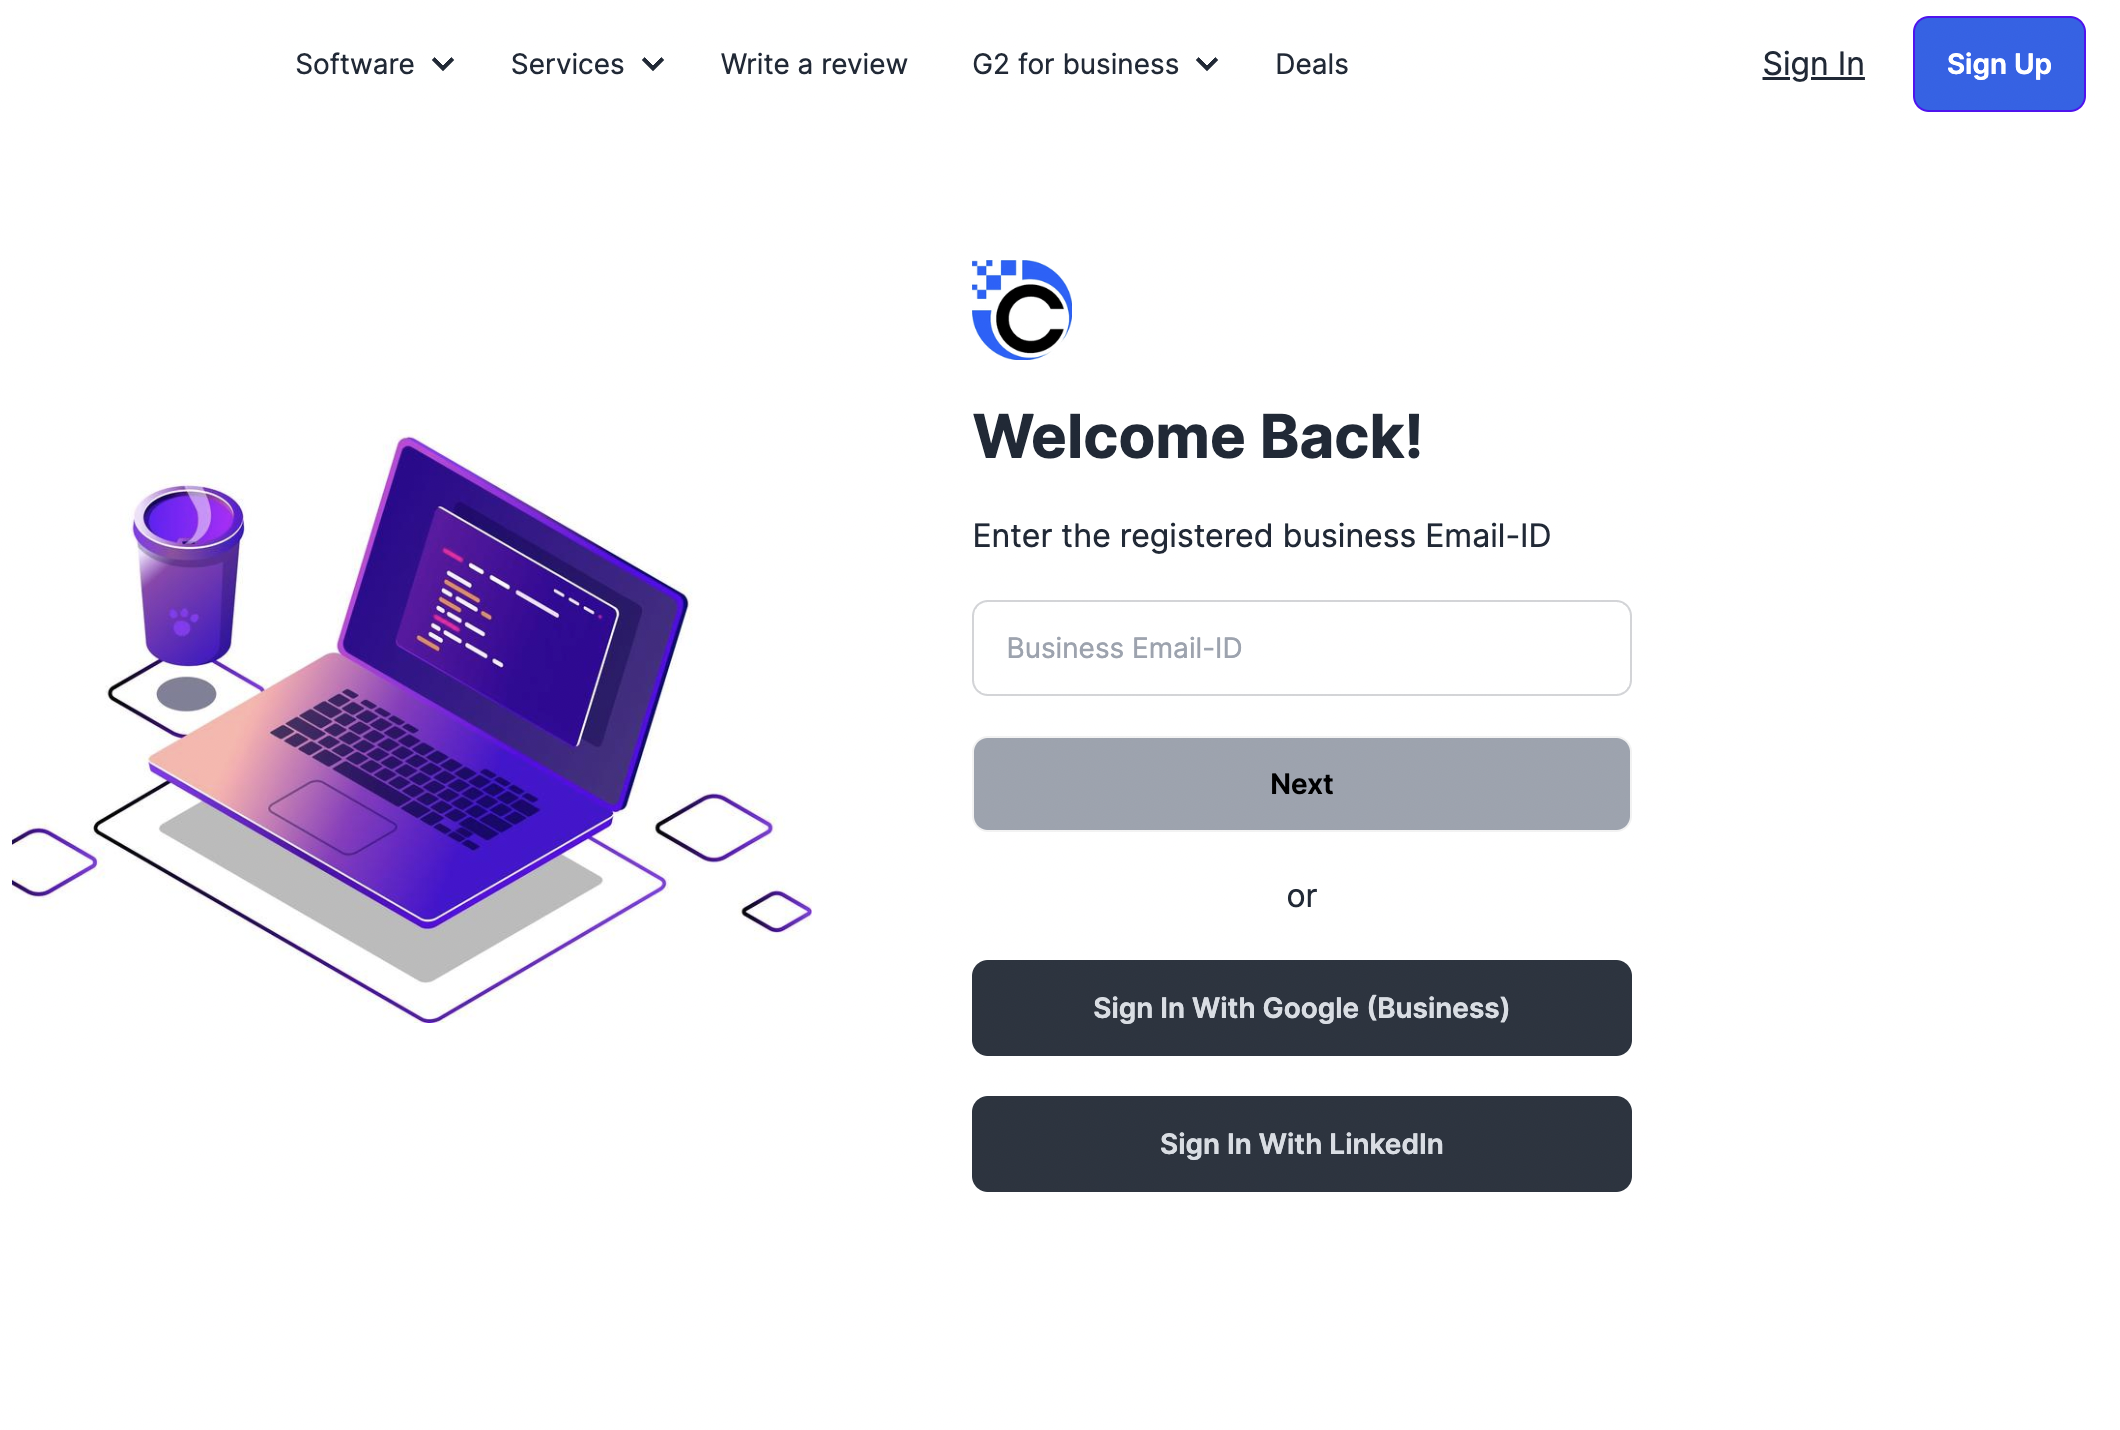 Software
Services
Write a review
G2 for business
Deals
Sign In
Sign Up
C
Welcome Back!
Enter the registered business Email-ID
Business Email-ID
Next
or
Sign In With Google (Business)
Sign In With LinkedIn